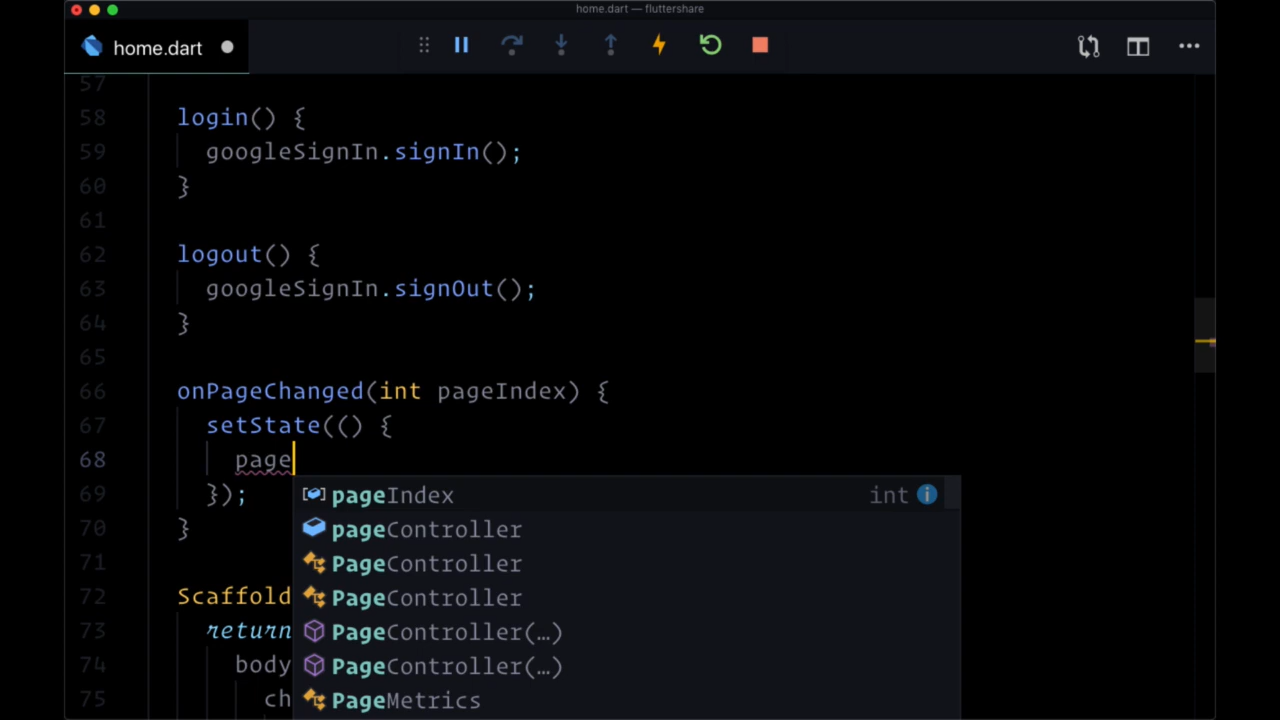 home.dart — fluttershare
home.dart
57
58 login() {
59 googleSignIn.signIn();
60 }
61
62 logout() {
63 googleSignIn.signOut();
64 }
65
66 onPageChanged(int pageIndex) {
67 setState(() {
68 page
69 });
70 }
71
72 Scaffold
73 return
74 body
75 ch
pageIndex int
pageController
PageController
PageController
PageController(…)
PageController(…)
PageMetrics